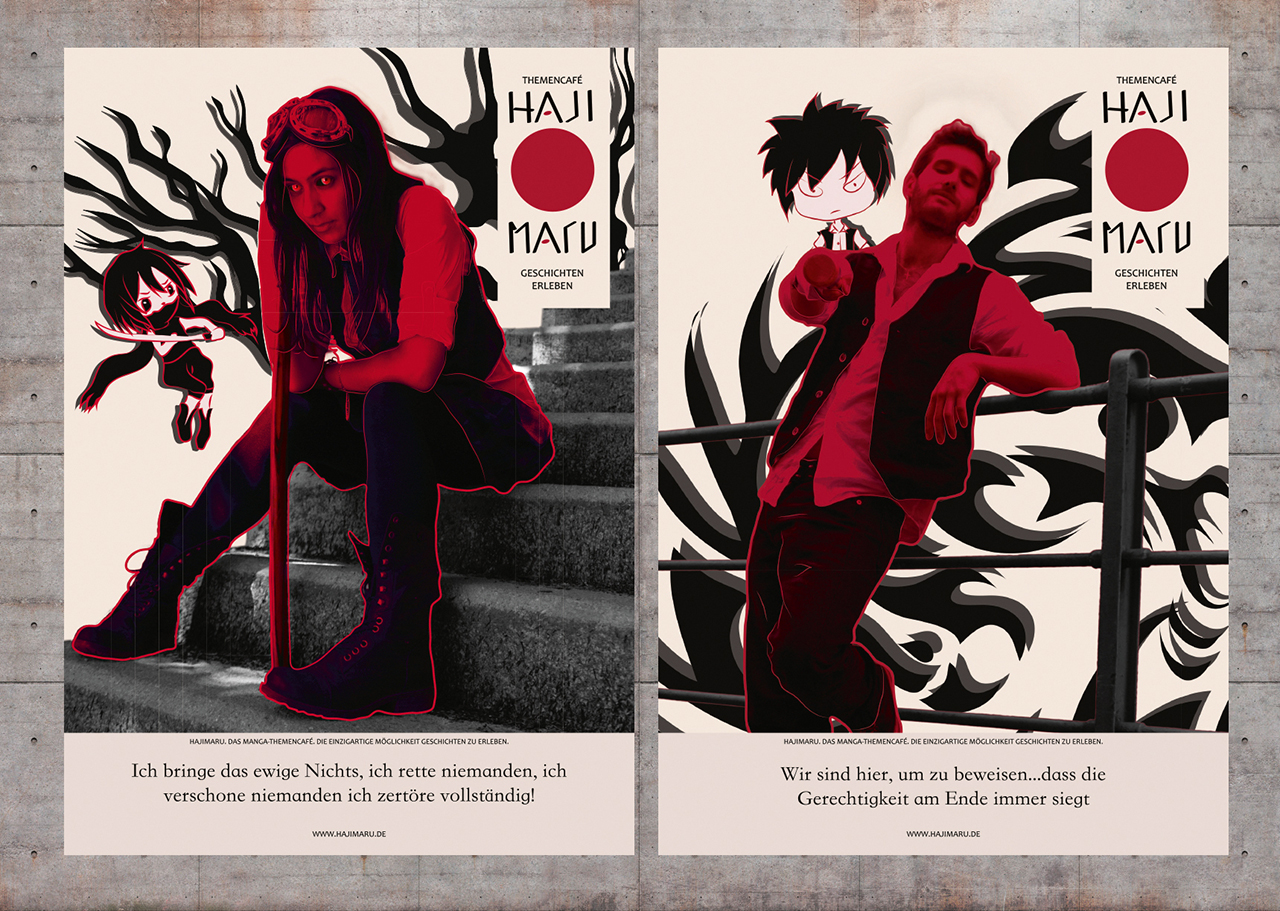 THEMENCAFÉ
HAJI
MARU
GESCHICHTEN
ERLEBEN
HAJIMARU. DAS MANGA-THEMENCAFÉ. DIE EINZIGARTIGE MÖGLICHKEIT GESCHICHTEN ZU ERLEBEN.
Ich bringe das ewige Nichts, ich rette niemanden, ich
verschone niemanden ich zertöre vollständig!
WWW.HAJIMARU.DE
THEMENCAFÉ
HAJI
MARU
GESCHICHTEN
ERLEBEN
HAJIMARU. DAS MANGA-THEMENCAFÉ. DIE EINZIGARTIGE MÖGLICHKEIT GESCHICHTEN ZU ERLEBEN.
Wir sind hier, um zu beweisen...dass die
Gerechtigkeit am Ende immer siegt
WWW.HAJIMARU.DE